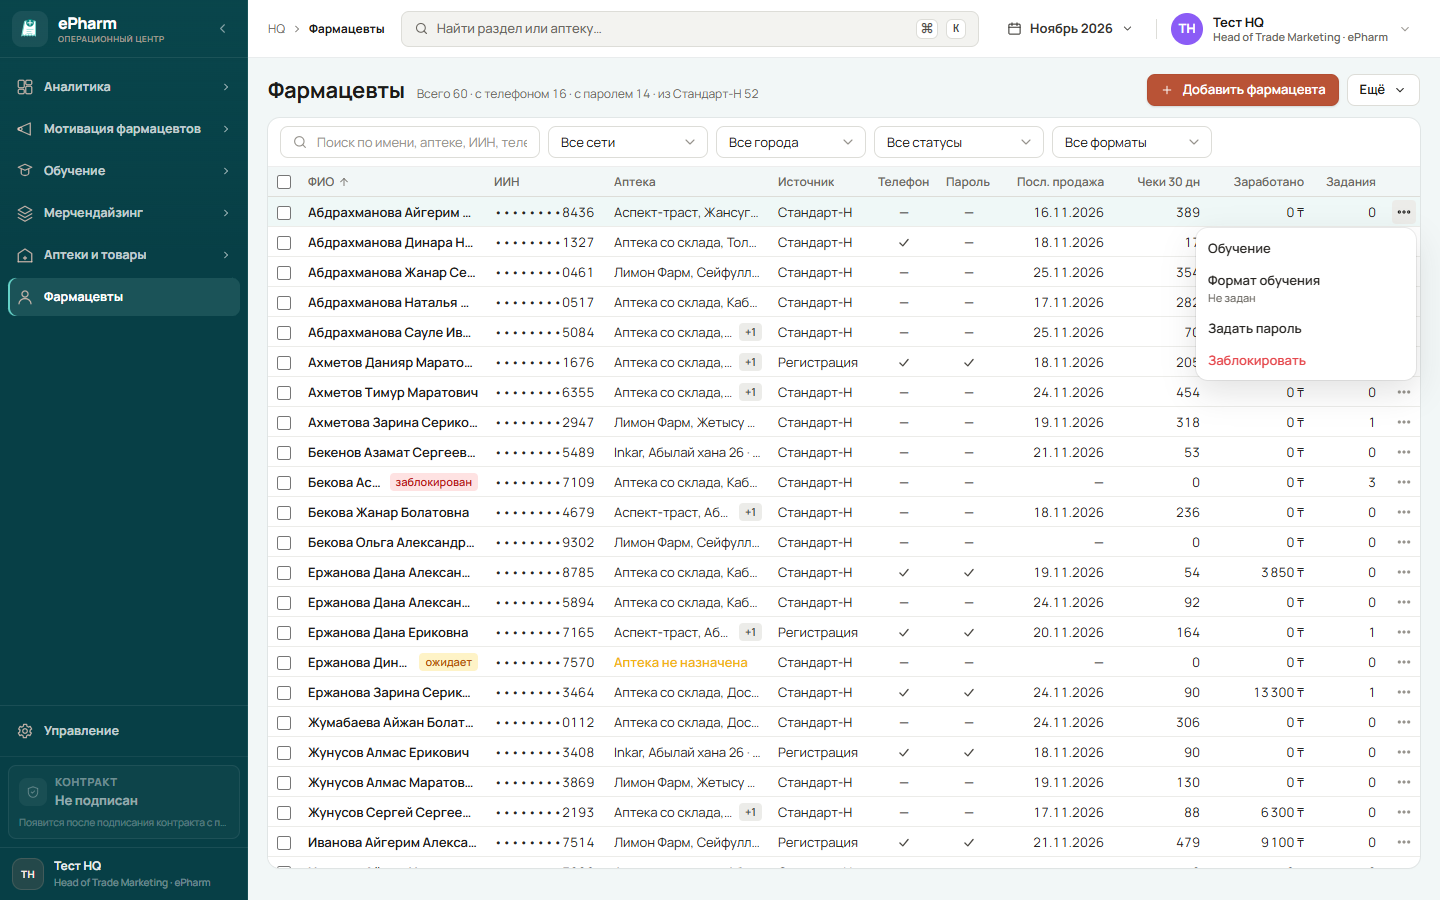 ePharm
ОПЕРАЦИОННЫЙ ЦЕНТР
Аналитика
Мотивация фармацевтов
Обучение
Мерчендайзинг
Аптеки и товары
Фармацевты
Управление
КОНТРАКТ
Не подписан
Появится после подписания контракта с п...
TH Тест HQ
Head of Trade Marketing · ePharm
HQ > Фармацевты
Найти раздел или аптеку... ⌘ K
Ноябрь 2026
TH Тест HQ
Head of Trade Marketing · ePharm
Фармацевты Всего 60 · с телефоном 16 · с паролем 14 · из Стандарт-Н 52
+ Добавить фармацевта
Ещё
Поиск по имени, аптеке, ИИН, теле
Все сети
Все города
Все статусы
Все форматы
ФИО ↑ ИИН Аптека Источник Телефон Пароль Посл. продажа Чеки 30 дн Заработано Задания
Абдрахманова Айгерим ... ••••••••8436 Аспект-траст, Жансуг... Стандарт-Н — — 16.11.2026 389 0 ₸ 0 •••
Абдрахманова Динара Н... ••••••••1327 Аптека со склада, Тол... Стандарт-Н ✓ — 18.11.2026 17
Абдрахманова Жанар Се... ••••••••0461 Лимон Фарм, Сейфулл... Стандарт-Н — — 25.11.2026 354
Абдрахманова Наталья ... ••••••••0517 Аптека со склада, Каб... Стандарт-Н — — 17.11.2026 282
Абдрахманова Сауле Ив... ••••••••5084 Аптека со склада,... +1 Стандарт-Н — — 25.11.2026 70
Ахметов Данияр Марато... ••••••••1676 Аптека со склада,... +1 Регистрация ✓ ✓ 18.11.2026 205
Обучение
Формат обучения
Не задан
Задать пароль
Заблокировать
Ахметов Тимур Маратович ••••••••6355 Аптека со склада,... +1 Стандарт-Н — — 24.11.2026 454 0 ₸ 0 •••
Ахметова Зарина Серико... ••••••••2947 Лимон Фарм, Жетысу ... Стандарт-Н — — 19.11.2026 318 0 ₸ 1 •••
Бекенов Азамат Сергеев... ••••••••5489 Inkar, Абылай хана 26 · ... Стандарт-Н — — 21.11.2026 53 0 ₸ 0 •••
Бекова Ас... заблокирован ••••••••7109 Аптека со склада, Каб... Стандарт-Н — — — 0 0 ₸ 3 •••
Бекова Жанар Болатовна ••••••••4679 Аспект-траст, Аб... +1 Стандарт-Н — — 18.11.2026 236 0 ₸ 0 •••
Бекова Ольга Александр... ••••••••9302 Лимон Фарм, Сейфулл... Стандарт-Н — — — 0 0 ₸ 0 •••
Ержанова Дана Алексан... ••••••••8785 Аптека со склада, Каб... Стандарт-Н ✓ ✓ 19.11.2026 54 3 850 ₸ 0 •••
Ержанова Дана Алексан... ••••••••5894 Аптека со склада, Каб... Стандарт-Н — — 24.11.2026 92 0 ₸ 0 •••
Ержанова Дана Ериковна ••••••••7165 Аспект-траст, Аб... +1 Регистрация ✓ ✓ 20.11.2026 164 0 ₸ 1 •••
Ержанова Дин... ожидает ••••••••7570 Аптека не назначена Стандарт-Н — — — 0 0 ₸ 0 •••
Ержанова Зарина Серик... ••••••••3464 Аптека со склада, Дос... Стандарт-Н ✓ ✓ 24.11.2026 90 13 300 ₸ 1 •••
Жумабаева Айжан Болат... ••••••••0112 Аптека со склада, Дос... Стандарт-Н — — 24.11.2026 306 0 ₸ 0 •••
Жунусов Алмас Ерикович ••••••••3408 Inkar, Абылай хана 26 · ... Регистрация ✓ ✓ 18.11.2026 90 0 ₸ 0 •••
Жунусов Алмас Маратов... ••••••••3869 Лимон Фарм, Жетысу ... Стандарт-Н — — 19.11.2026 130 0 ₸ 0 •••
Жунусов Сергей Сергее... ••••••••2193 Аптека со склада,... +1 Стандарт-Н — — 17.11.2026 88 6 300 ₸ 0 •••
Иванова Айгерим Алекса... ••••••••7514 Лимон Фарм, Сейфулл... Регистрация ✓ ✓ 21.11.2026 479 9 100 ₸ 0 •••